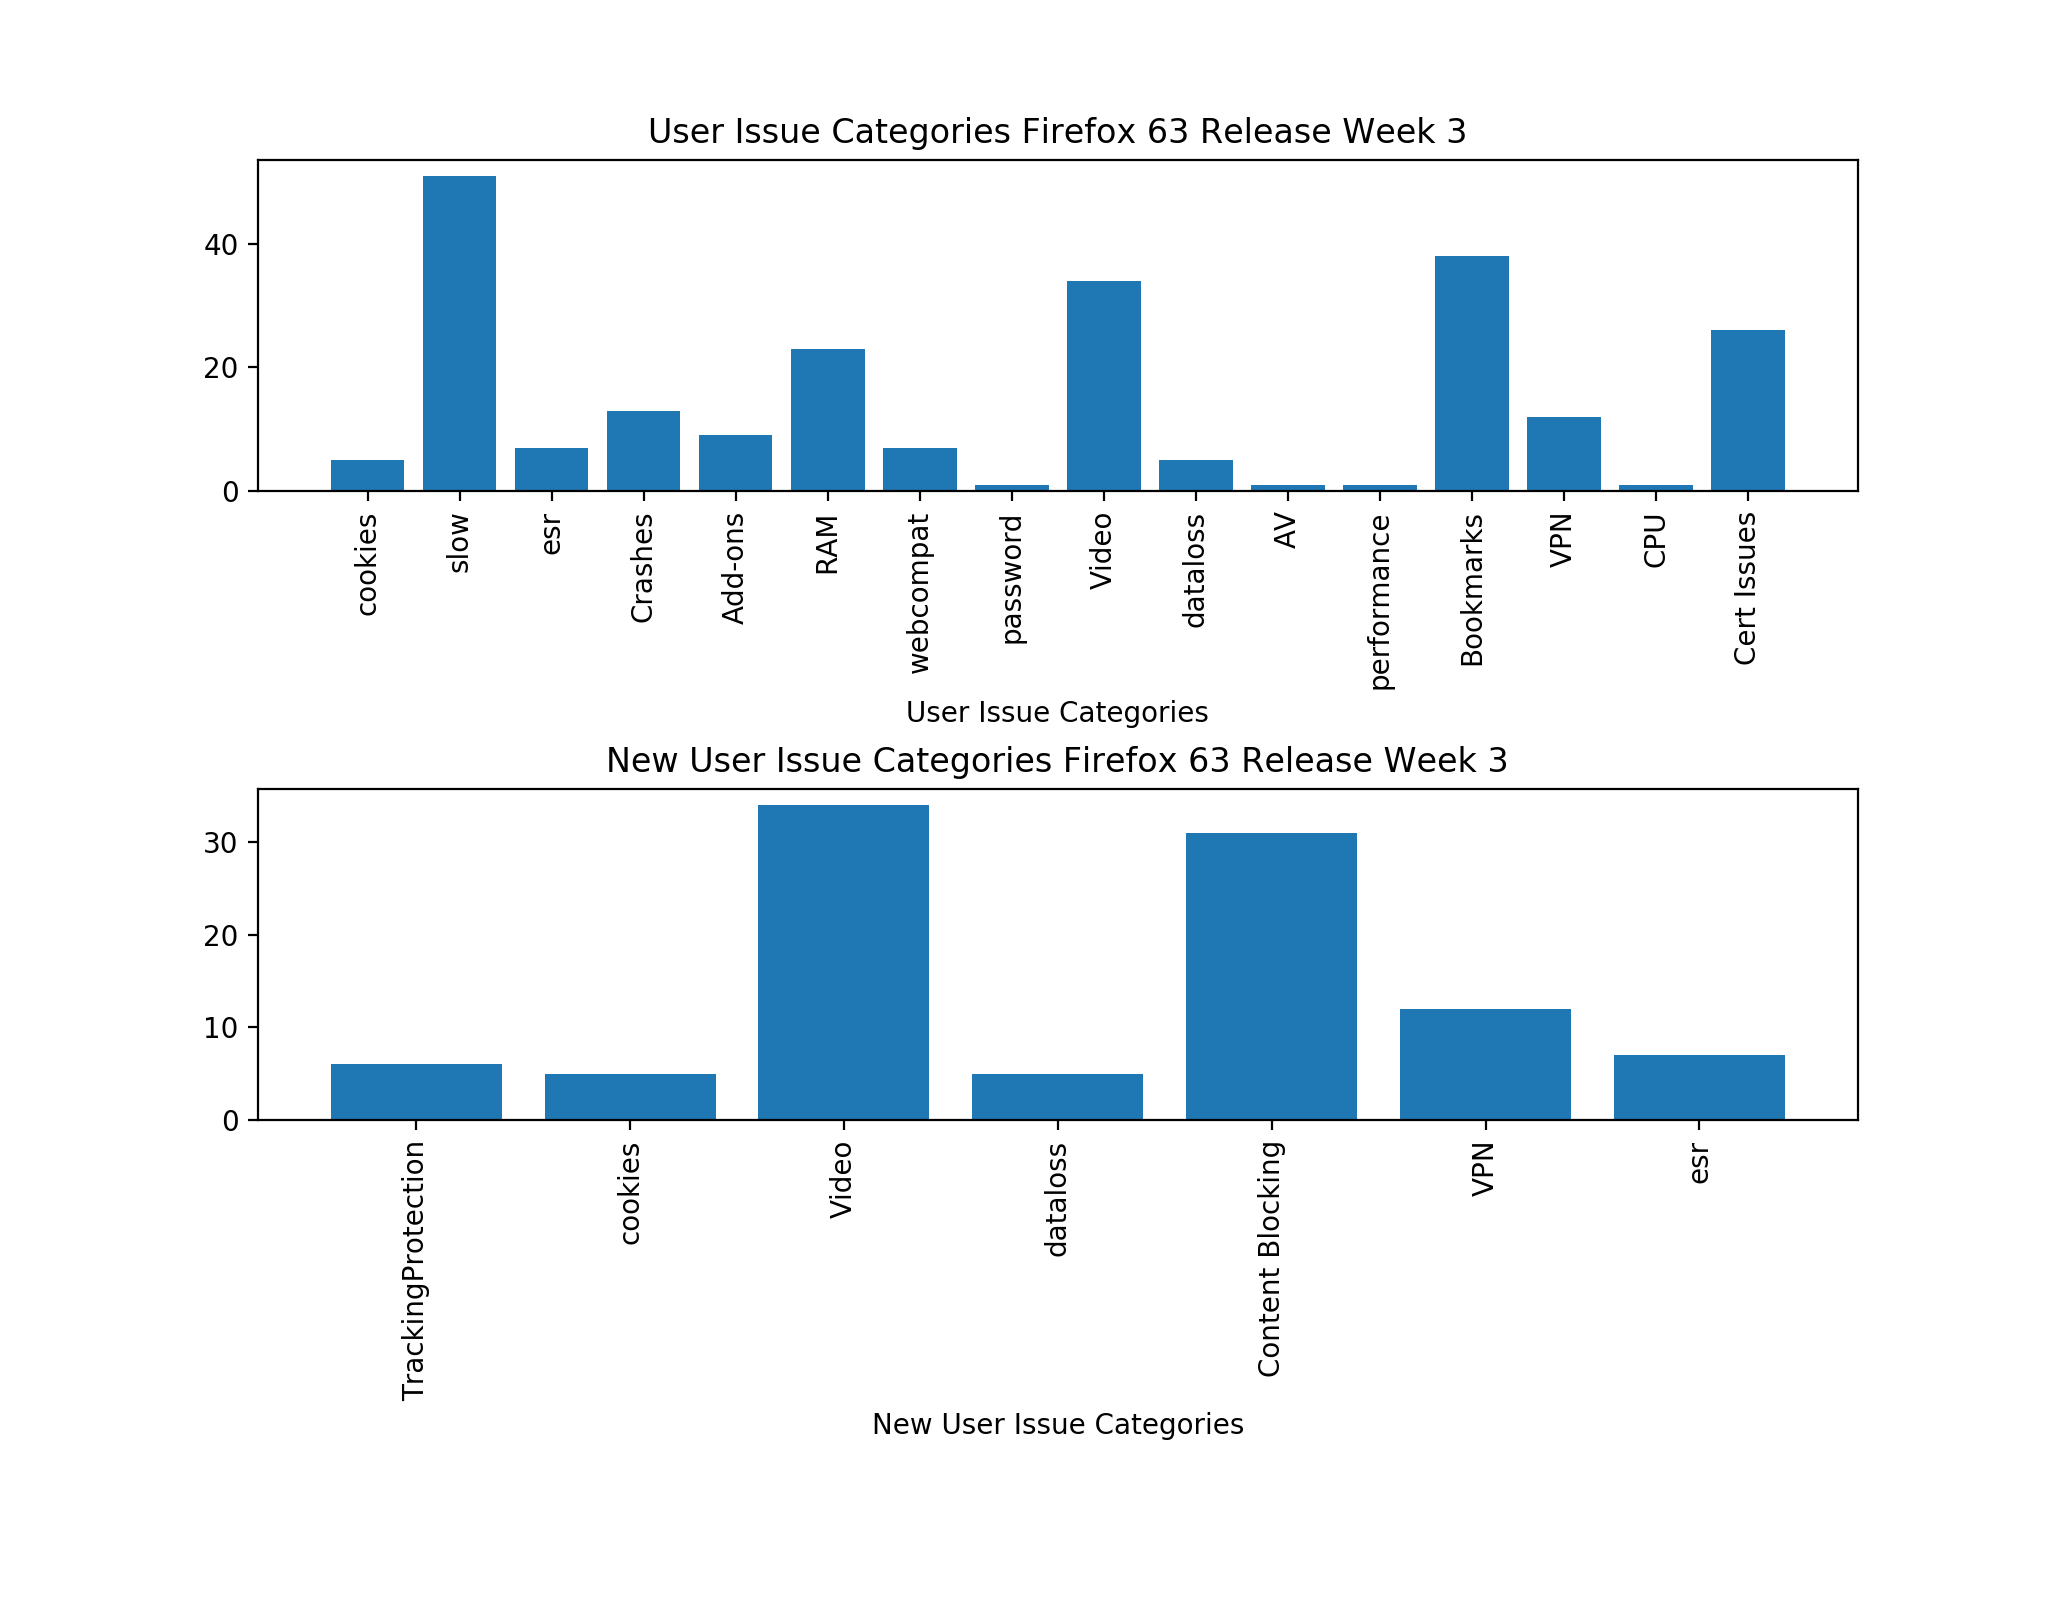 User Issue Categories Firefox 63 Release Week 3
40
20
0
cookies
slow
esr
Crashes
Add-ons
RAM
webcompat
password
Video
dataloss
AV
performance
Bookmarks
VPN
CPU
Cert Issues
User Issue Categories
New User Issue Categories Firefox 63 Release Week 3
30
20
10
0
TrackingProtection
cookies
Video
dataloss
Content Blocking
VPN
esr
New User Issue Categories